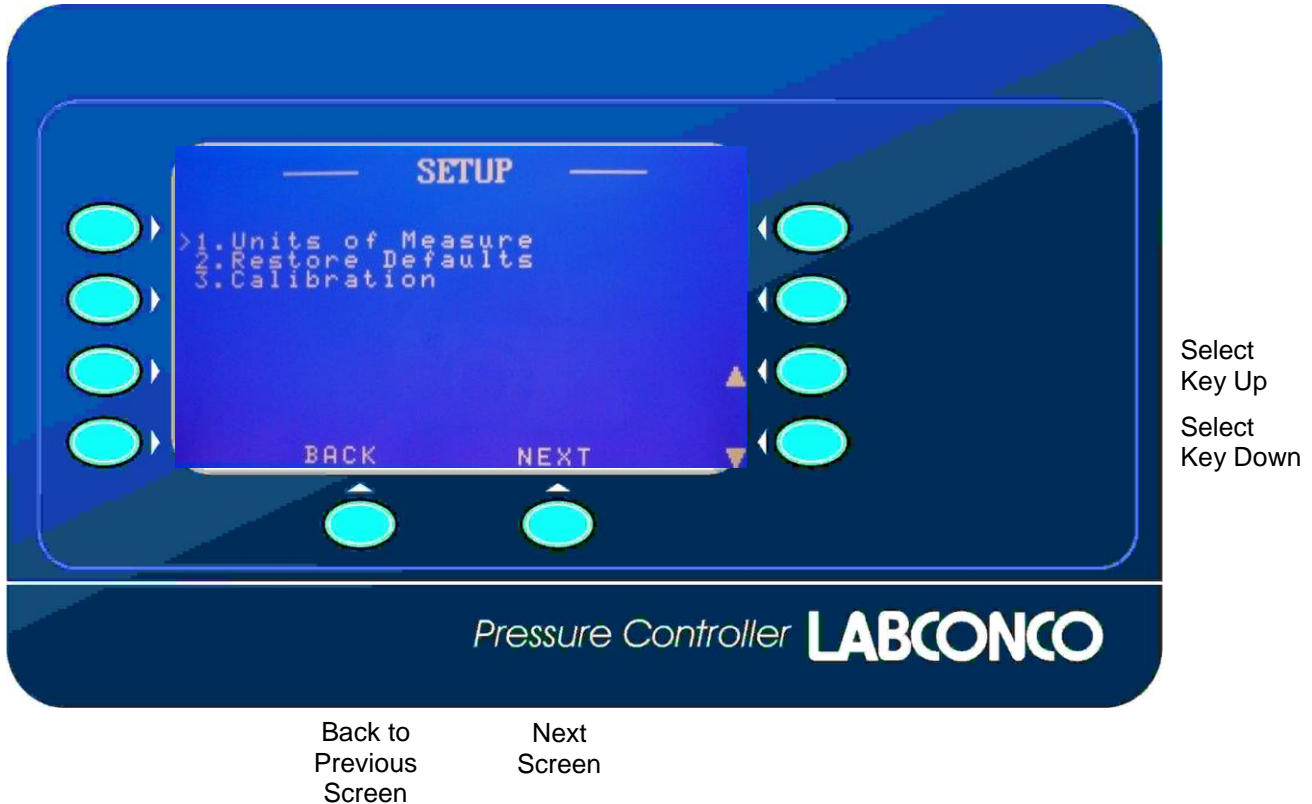 SETUP
>1.Units of Measure
2.Restore Defaults
3.Calibration
BACK NEXT
Select
Key Up
Select
Key Down
Pressure Controller LABCONCO
Back to
Previous
Screen
Next
Screen